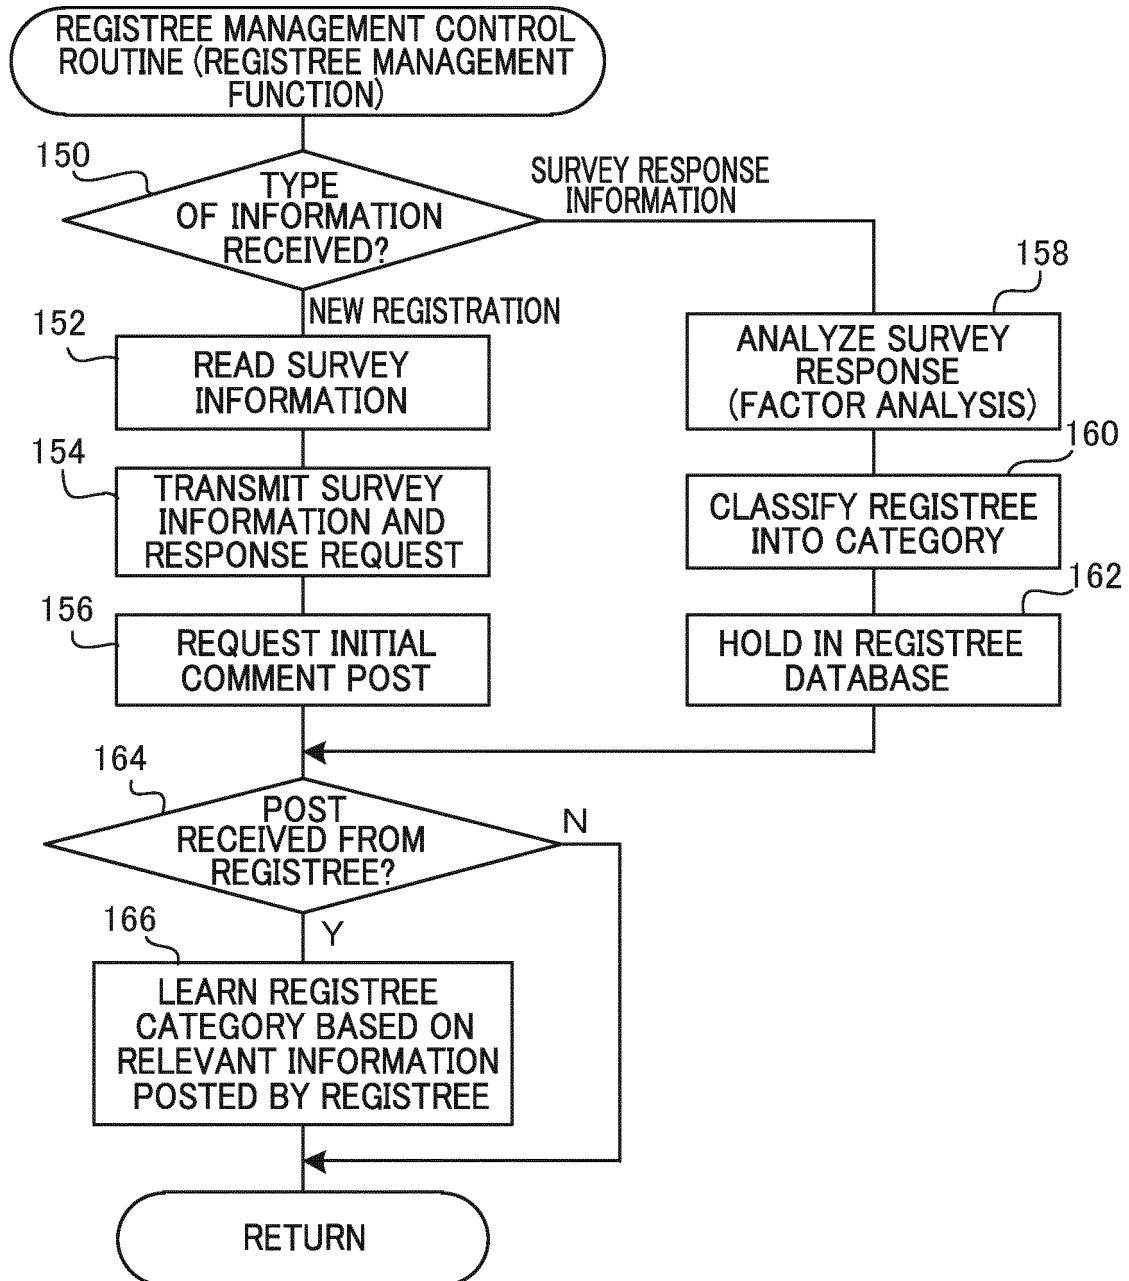 REGISTREE MANAGEMENT CONTROL
ROUTINE (REGISTREE MANAGEMENT
FUNCTION)
150
TYPE
OF INFORMATION
RECEIVED?
SURVEY RESPONSE
INFORMATION
NEW REGISTRATION
152
READ SURVEY
INFORMATION
154
TRANSMIT SURVEY
INFORMATION AND
RESPONSE REQUEST
156
REQUEST INITIAL
COMMENT POST
158
ANALYZE SURVEY
RESPONSE
(FACTOR ANALYSIS)
160
CLASSIFY REGISTREE
INTO CATEGORY
162
HOLD IN REGISTREE
DATABASE
164
POST
RECEIVED FROM
REGISTREE?
N
Y
166
LEARN REGISTREE
CATEGORY BASED ON
RELEVANT INFORMATION
POSTED BY REGISTREE
RETURN